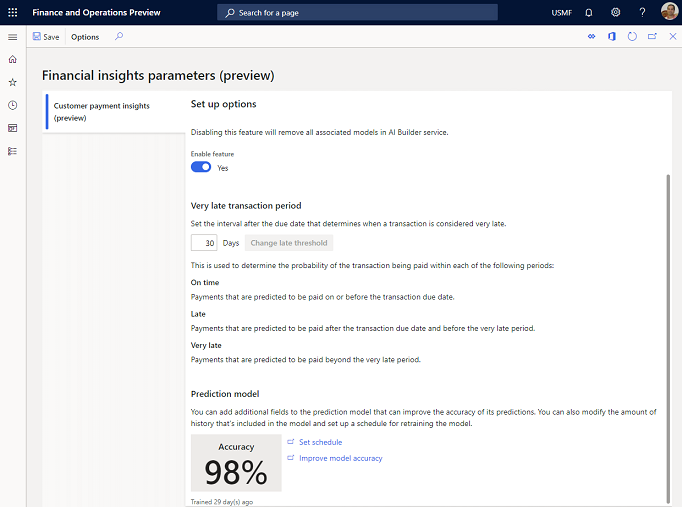 Finance and Operations Preview
Search for a page
USMF
?
Save
Options
Financial insights parameters (preview)
Customer payment insights
(preview)
Set up options
Disabling this feature will remove all associated models in AI Builder service.
Enable feature
Yes
Very late transaction period
Set the interval after the due date that determines when a transaction is considered very late.
30 Days Change late threshold
This is used to determine the probability of the transaction being paid within each of the following periods:
On time
Payments that are predicted to be paid on or before the transaction due date.
Late
Payments that are predicted to be paid after the transaction due date and before the very late period.
Very late
Payments that are predicted to be paid beyond the very late period.
Prediction model
You can add additional fields to the prediction model that can improve the accuracy of its predictions. You can also modify the amount of
history that's included in the model and set up a schedule for retraining the model.
Accuracy
98%
Set schedule
Improve model accuracy
Trained 29 day(s) ago